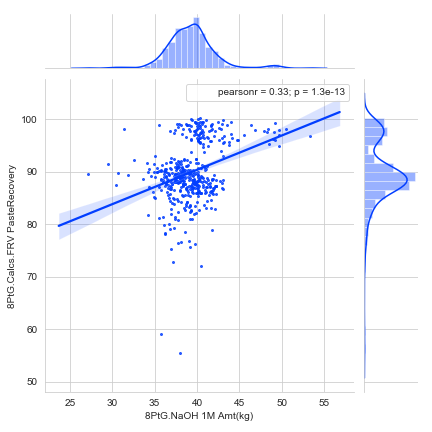 pearsonr = 0.33; p = 1.3e-13
100
90
80
70
60
50
8PtG.Calcs.FRV PasteRecovery
25 30 35 40 45 50 55
8PtG.NaOH 1M Amt(kg)